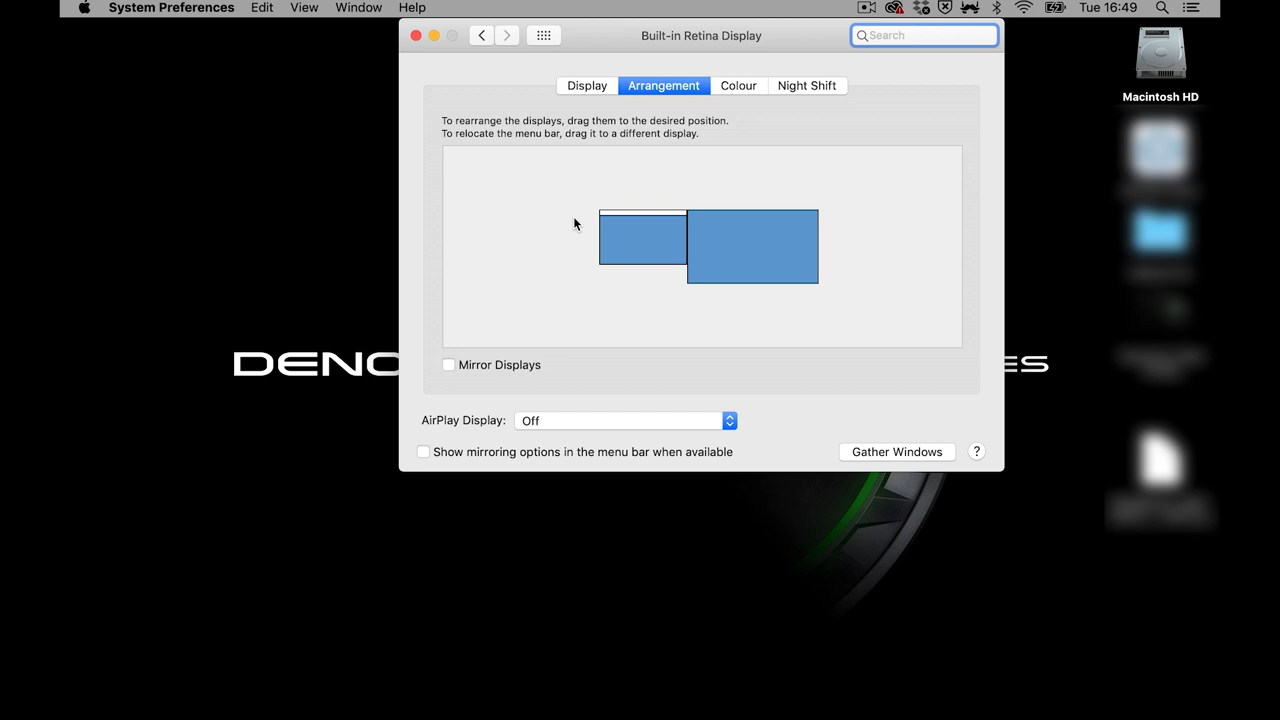 System Preferences Edit View Window Help Tue 16:49
Built-in Retina Display
Search
Macintosh HD
Display Arrangement Colour Night Shift
To rearrange the displays, drag them to the desired position.
To relocate the menu bar, drag it to a different display.
Mirror Displays
AirPlay Display: Off
Show mirroring options in the menu bar when available
Gather Windows ?